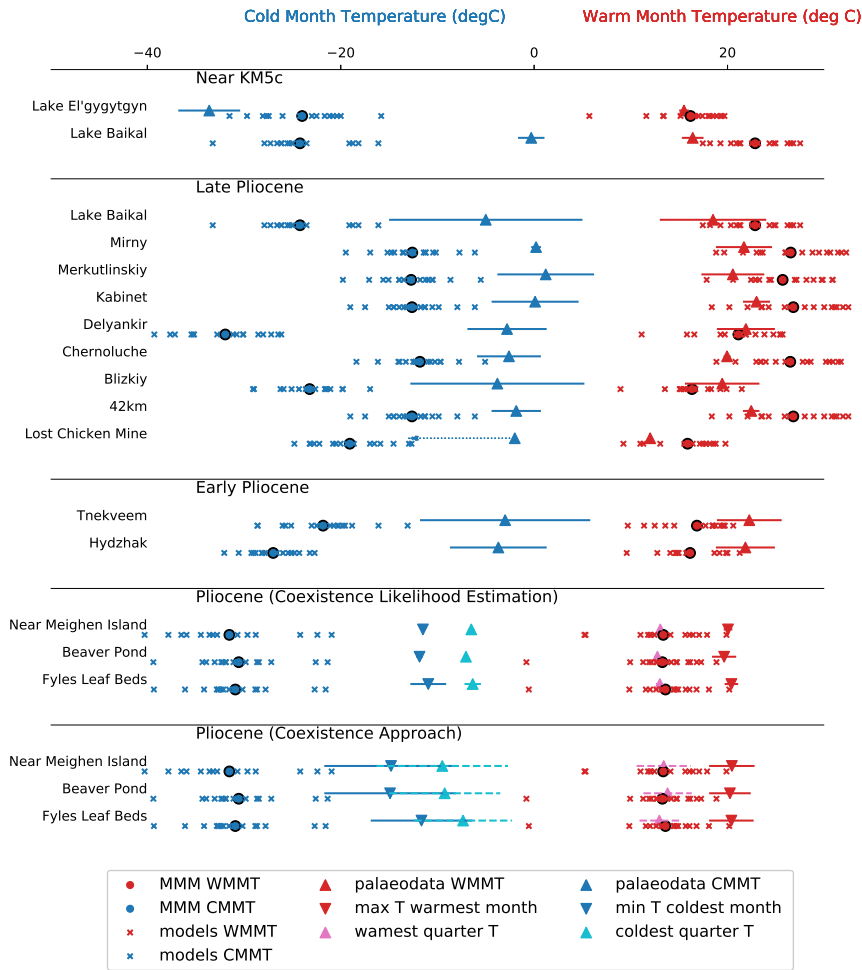 Cold Month Temperature (degC) Warm Month Temperature (deg C)
−40 −20 0 20
Near KM5c
Lake El'gygytgyn
Lake Baikal
Late Pliocene
Lake Baikal
Mirny
Merkutlinskiy
Kabinet
Delyankir
Chernoluche
Blizkiy
42km
Lost Chicken Mine
Early Pliocene
Tnekveem
Hydzhak
Pliocene (Coexistence Likelihood Estimation)
Near Meighen Island
Beaver Pond
Fyles Leaf Beds
Pliocene (Coexistence Approach)
Near Meighen Island
Beaver Pond
Fyles Leaf Beds
MMM WMMT palaeodata WMMT palaeodata CMMT
MMM CMMT max T warmest month min T coldest month
models WMMT wamest quarter T coldest quarter T
models CMMT